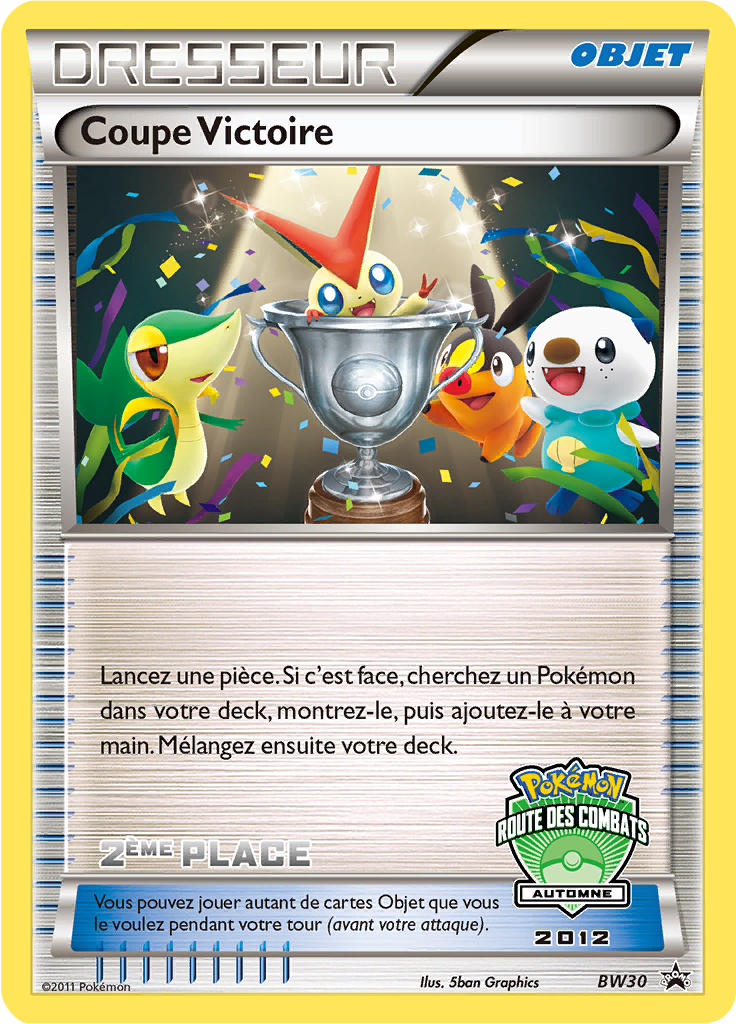 DRESSEUR
OBJET
Coupe Victoire
Lancez une pièce. Si c'est face, cherchez un Pokémon
dans votre deck, montrez-le, puis ajoutez-le à votre
main. Mélangez ensuite votre deck.
2ÈME PLACE
POKÉMON
ROUTE DES COMBATS
AUTOMNE
2012
Vous pouvez jouer autant de cartes Objet que vous
le voulez pendant votre tour (avant votre attaque).
©2011 Pokémon
Ilus. 5ban Graphics
BW30
PROMO